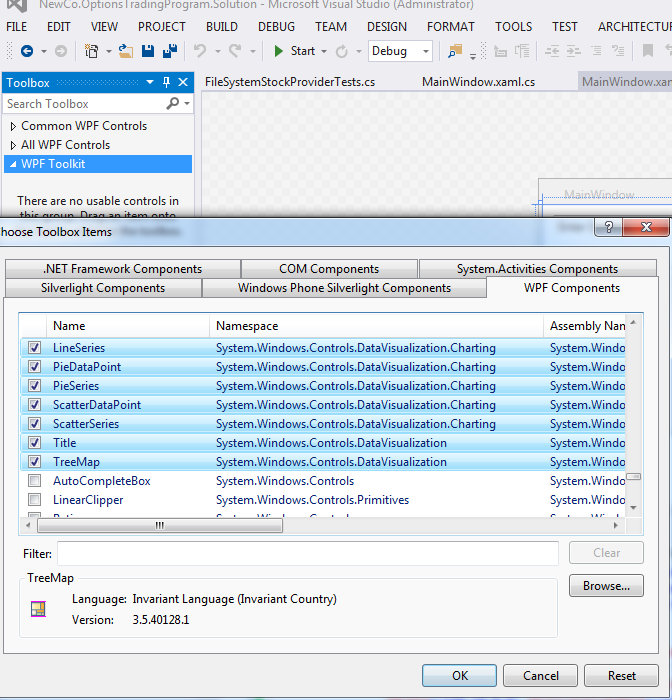 NewCo.OptionsTradingProgram.Solution - Microsoft Visual Studio (Administrator)
FILE EDIT VIEW PROJECT BUILD DEBUG TEAM DESIGN FORMAT TOOLS TEST ARCHITECTU
Start Debug
Toolbox
FileSystemStockProviderTests.cs MainWindow.xaml.cs MainWindow.xam
Search Toolbox
Common WPF Controls
All WPF Controls
WPF Toolkit
There are no usable controls in
this group. Drag an item onto
MainWindow
hoose Toolbox Items
.NET Framework Components COM Components System.Activities Components
Silverlight Components Windows Phone Silverlight Components WPF Components
Name Namespace Assembly Nam
LineSeries System.Windows.Controls.DataVisualization.Charting System.Windo
PieDataPoint System.Windows.Controls.DataVisualization.Charting System.Windo
PieSeries System.Windows.Controls.DataVisualization.Charting System.Windo
ScatterDataPoint System.Windows.Controls.DataVisualization.Charting System.Windo
ScatterSeries System.Windows.Controls.DataVisualization.Charting System.Windo
Title System.Windows.Controls.DataVisualization System.Windo
TreeMap System.Windows.Controls.DataVisualization System.Windo
AutoCompleteBox System.Windows.Controls System.Windo
LinearClipper System.Windows.Controls.Primitives System.Windo
Filter: Clear
TreeMap Browse...
Language: Invariant Language (Invariant Country)
Version: 3.5.40128.1
OK Cancel Reset